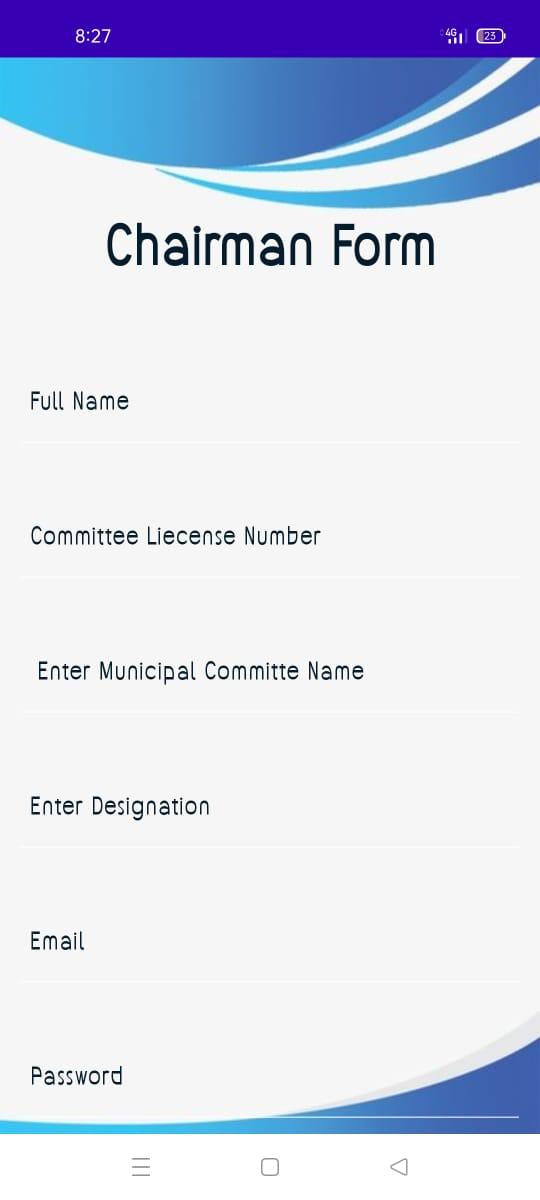 8:27
4G
23
Chairman Form
Full Name
Committee Liecense Number
Enter Municipal Committe Name
Enter Designation
Email
Password